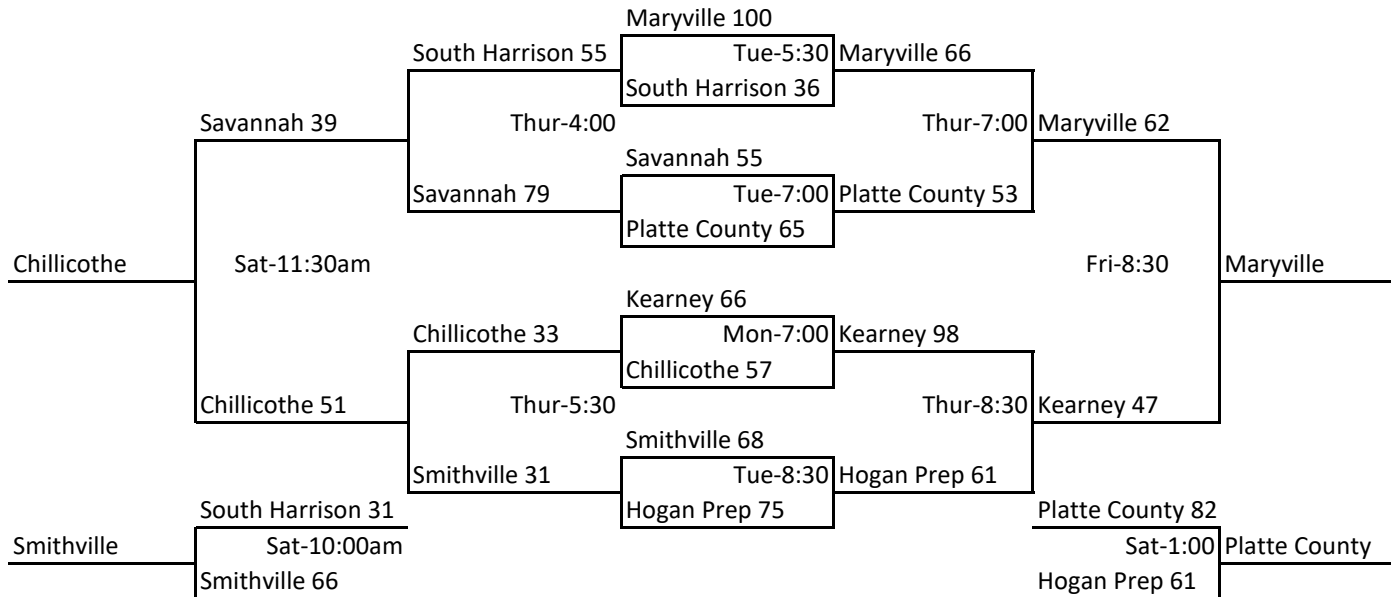 Maryville 100
South Harrison 55 Tue-5:30 Maryville 66
South Harrison 36
Savannah 39 Thur-4:00 Thur-7:00 Maryville 62
Savannah 55
Savannah 79 Tue-7:00 Platte County 53
Platte County 65
Chillicothe Sat-11:30am Fri-8:30 Maryville
Kearney 66
Chillicothe 33 Mon-7:00 Kearney 98
Chillicothe 57
Chillicothe 51 Thur-5:30 Thur-8:30 Kearney 47
Smithville 68
Smithville 31 Tue-8:30 Hogan Prep 61
South Harrison 31 Hogan Prep 75 Platte County 82
Smithville Sat-10:00am Sat-1:00 Platte County
Smithville 66 Hogan Prep 61